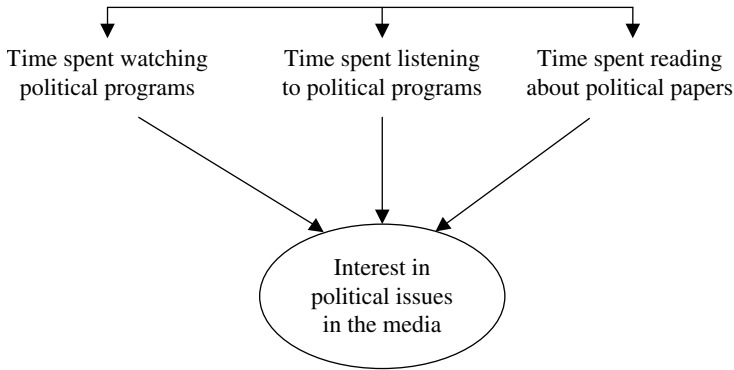 Time spent watching
political programs
Time spent listening
to political programs
Time spent reading
about political papers
Interest in
political issues
in the media